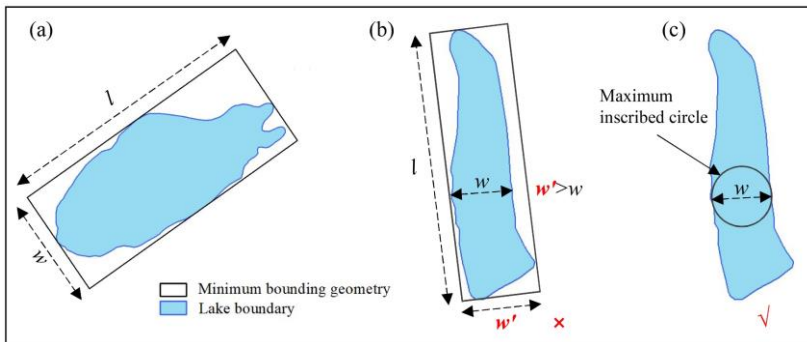 (a)
l
w
Minimum bounding geometry
Lake boundary
(b)
l
w
w'>w
w'
×
(c)
Maximum
inscribed circle
w
√